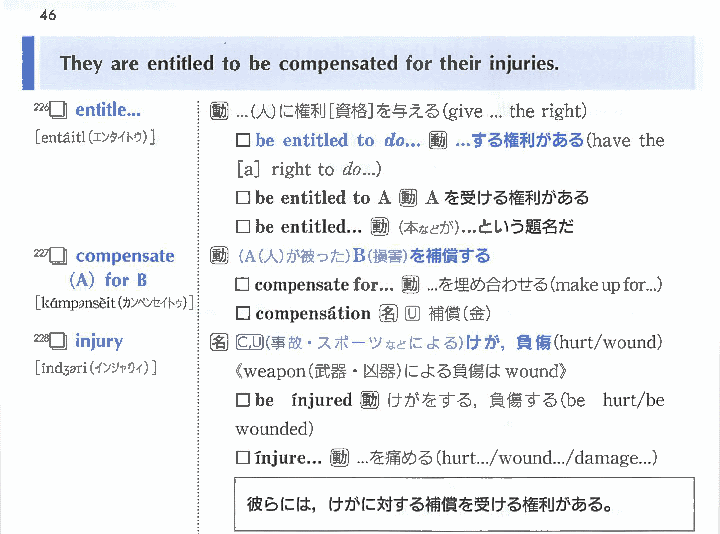 46
They are entitled to be compensated for their injuries.
226 □ entitle...
[entáitl(ｴﾝﾀｲﾄｩ)]
動 ...(人)に権利[資格]を与える(give ... the right)
□ be entitled to do... 動 ...する権利がある(have the
[a] right to do...)
□ be entitled to A 動 A を受ける権利がある
□ be entitled... 動 (本などが)...という題名だ
227 □ compensate
(A) for B
[kámpənsèit(ｶﾝﾍﾟﾝｾｲﾄｩ)]
動 (A(人)が被った)B(損害)を補償する
□ compensate for... 動 ...を埋め合わせる(make up for...)
□ compensátion 名 U 補償(金)
228 □ injury
[índʒəri(ｲﾝｼﾞｬｳｨ)]
名 C,U(事故・スポーツなどによる)けが，負傷(hurt/wound)
《weapon(武器・凶器)による負傷は wound》
□ be ínjured 動 けがをする，負傷する(be hurt/be
wounded)
□ ínjure... 動 ...を痛める(hurt.../wound.../damage...)
彼らには，けがに対する補償を受ける権利がある。